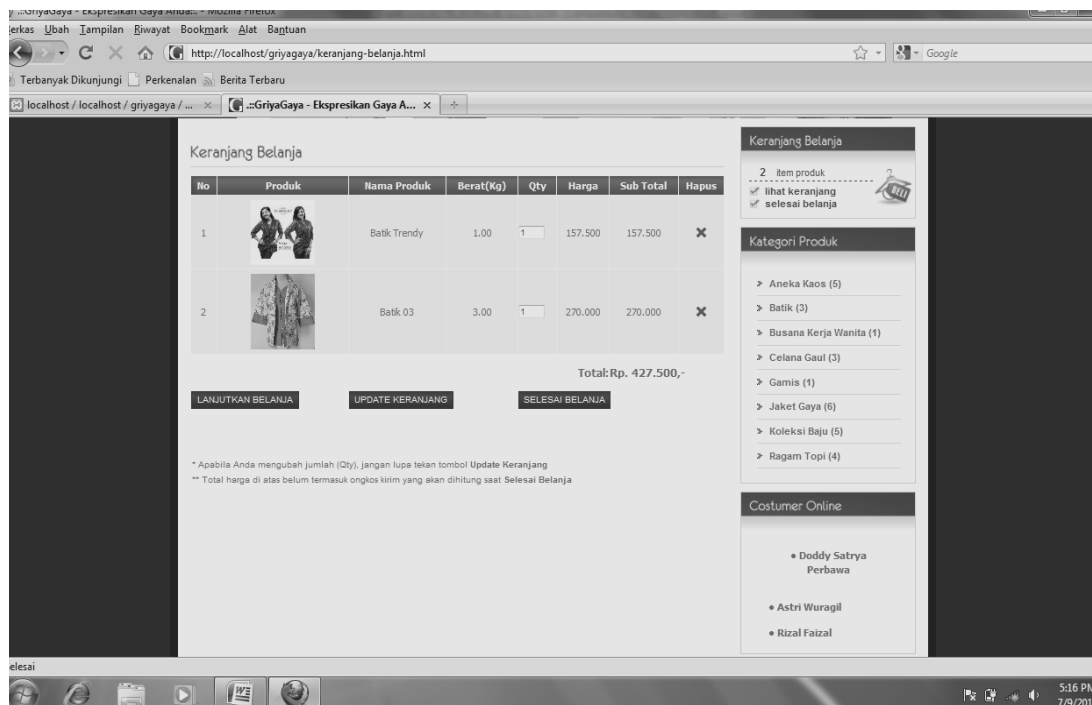 .::GriyaGaya - Ekspresikan Gaya Anda::. - Mozilla Firefox
Berkas Ubah Tampilan Riwayat Bookmark Alat Bantuan
http://localhost/griyagaya/keranjang-belanja.html
Google
Terbanyak Dikunjungi Perkenalan Berita Terbaru
localhost / localhost / griyagaya / ... .::GriyaGaya - Ekspresikan Gaya A...
Keranjang Belanja
No Produk Nama Produk Berat(Kg) Qty Harga Sub Total Hapus
1 Batik Trendy 1.00 1 157.500 157.500
2 Batik 03 3.00 1 270.000 270.000
Total:Rp. 427.500,-
LANJUTKAN BELANJA UPDATE KERANJANG SELESAI BELANJA
* Apabila Anda mengubah jumlah (Qty), jangan lupa tekan tombol Update Keranjang
** Total harga di atas belum termasuk ongkos kirim yang akan dihitung saat Selesai Belanja
Keranjang Belanja
2 item produk
lihat keranjang
selesai belanja
BELI
Kategori Produk
Aneka Kaos (5)
Batik (3)
Busana Kerja Wanita (1)
Celana Gaul (3)
Gamis (1)
Jaket Gaya (6)
Koleksi Baju (5)
Ragam Topi (4)
Costumer Online
• Doddy Satrya
Perbawa
• Astri Wuragil
• Rizal Faizal
elesai
5:16 PM
7/9/201